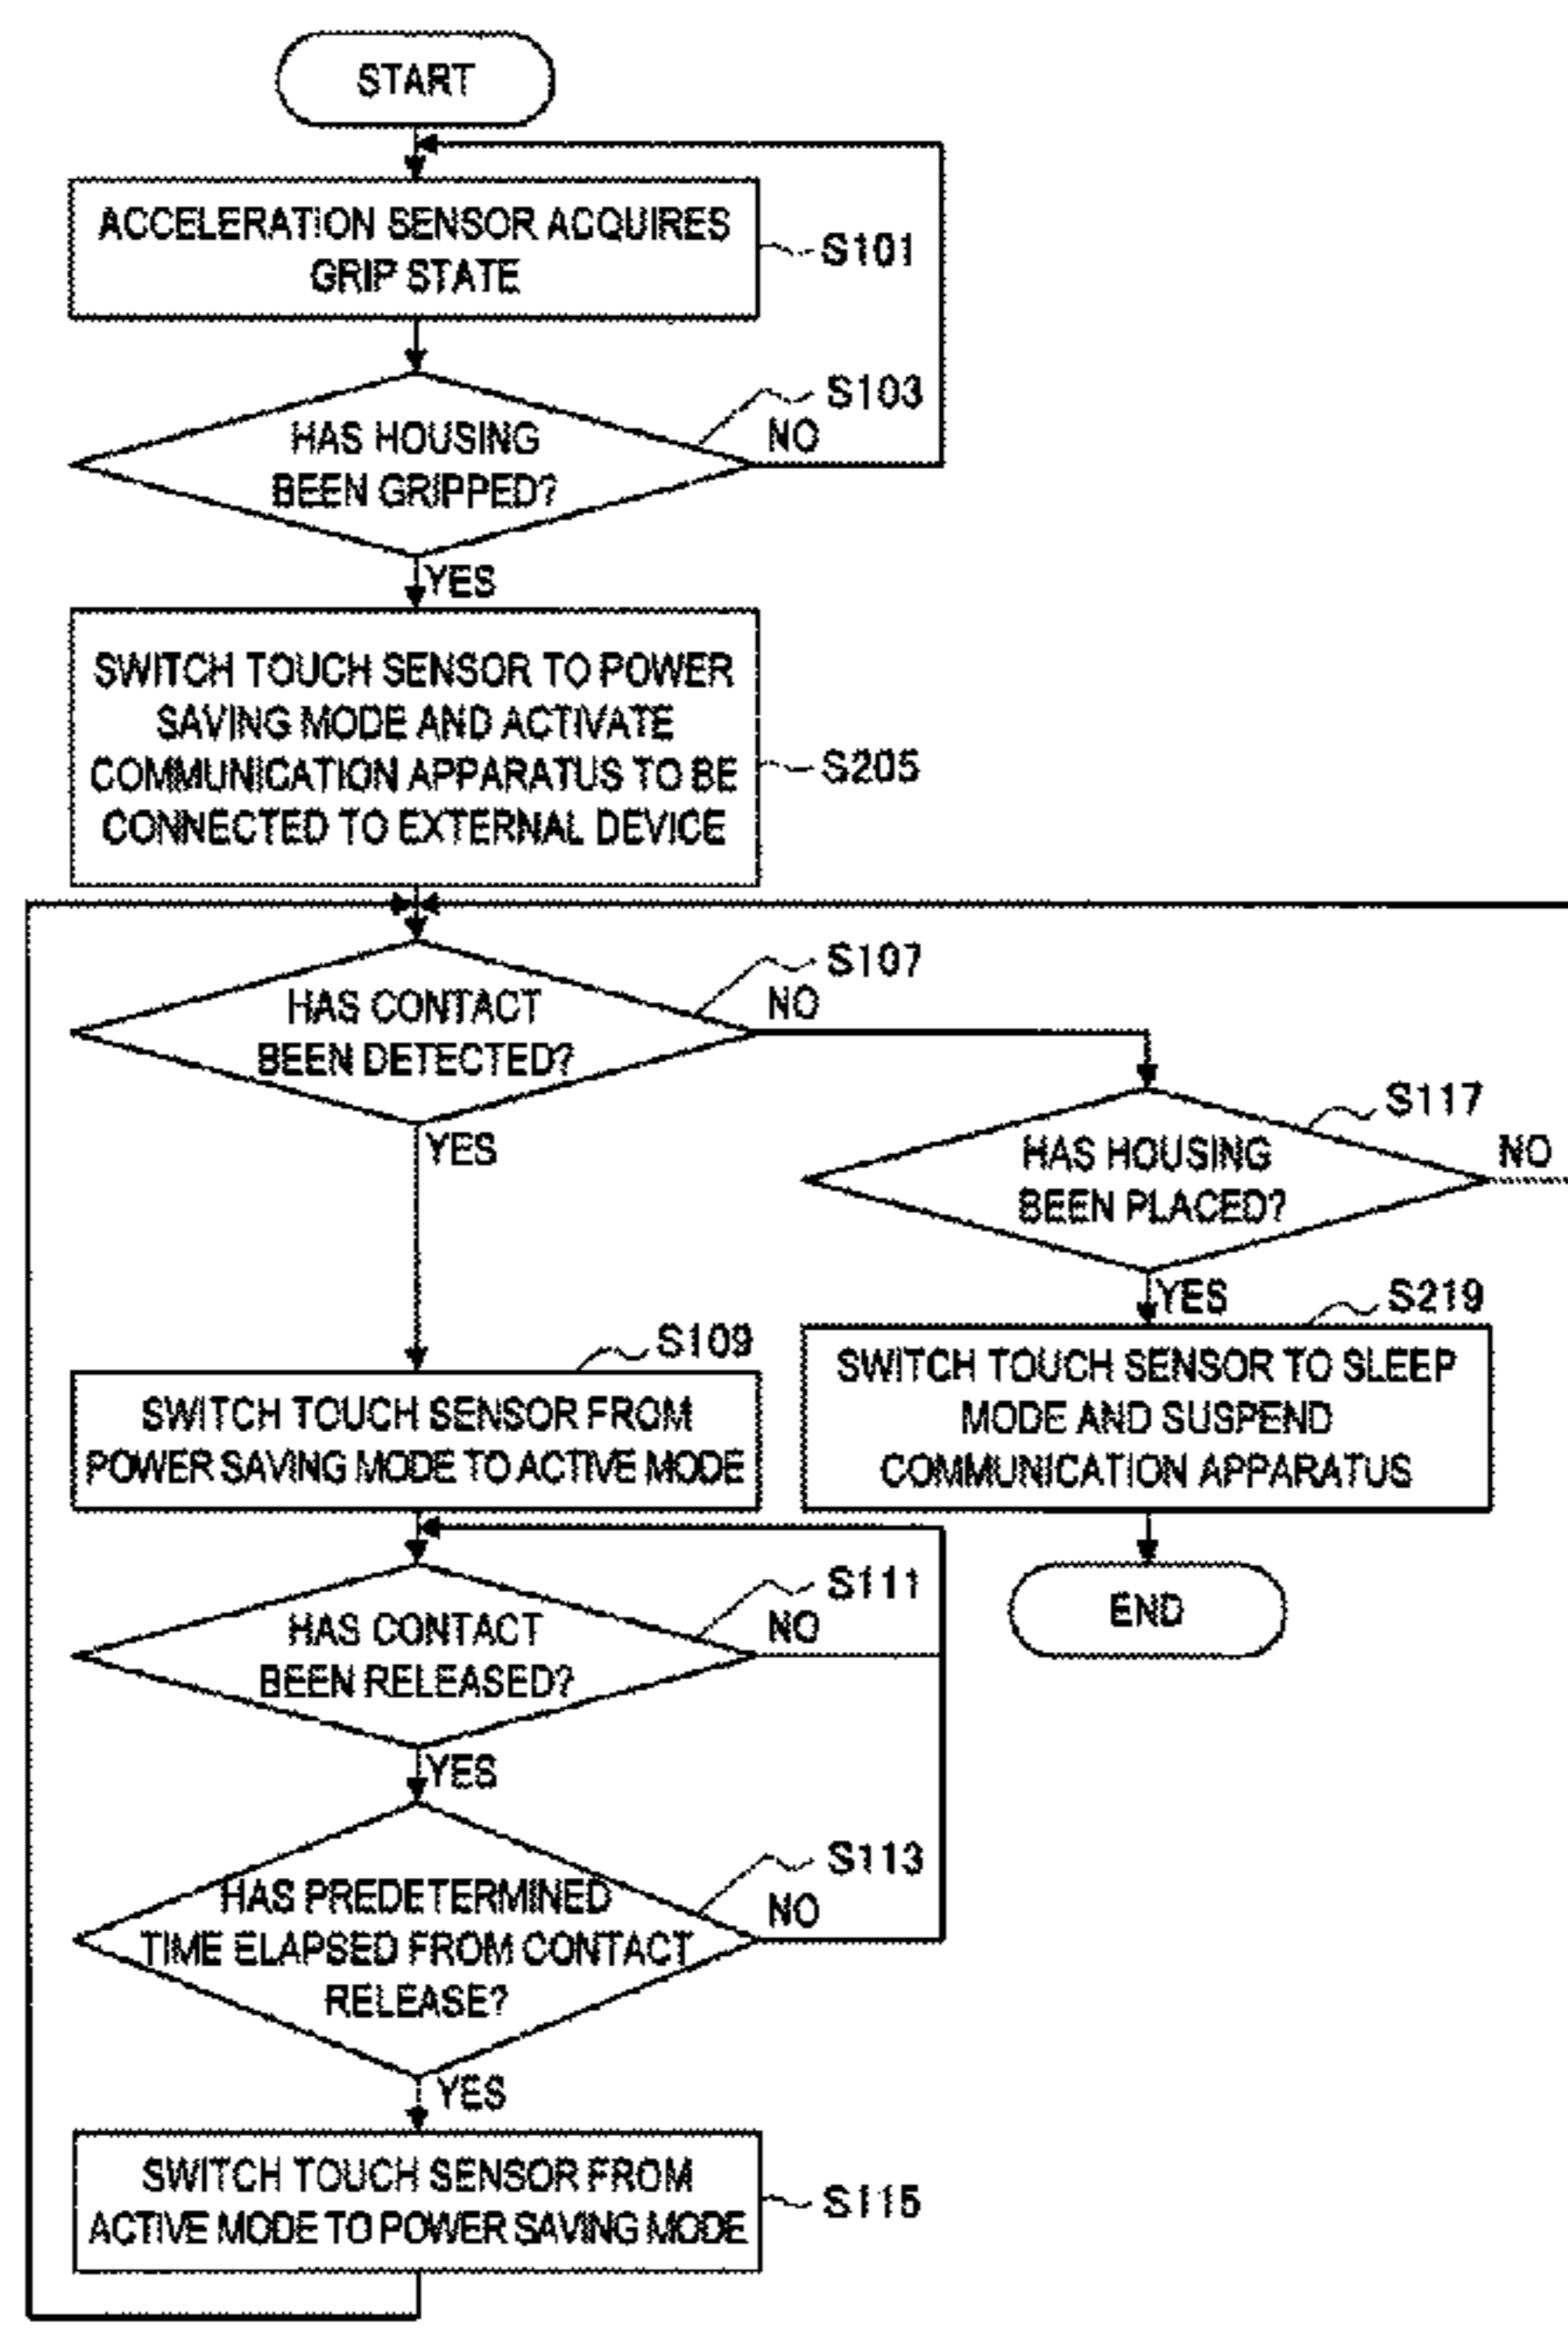 START
ACCELERATION SENSOR ACQUIRES
GRIP STATE
S101
S103
HAS HOUSING
BEEN GRIPPED?
NO
YES
SWITCH TOUCH SENSOR TO POWER
SAVING MODE AND ACTIVATE
COMMUNICATION APPARATUS TO BE
CONNECTED TO EXTERNAL DEVICE
S205
S107
HAS CONTACT
BEEN DETECTED?
NO
YES
S117
HAS HOUSING
BEEN PLACED?
NO
YES
S219
SWITCH TOUCH SENSOR TO SLEEP
MODE AND SUSPEND
COMMUNICATION APPARATUS
END
S109
SWITCH TOUCH SENSOR FROM
POWER SAVING MODE TO ACTIVE MODE
S111
HAS CONTACT
BEEN RELEASED?
NO
YES
S113
HAS PREDETERMINED
TIME ELAPSED FROM CONTACT
RELEASE?
NO
YES
SWITCH TOUCH SENSOR FROM
ACTIVE MODE TO POWER SAVING MODE
S115